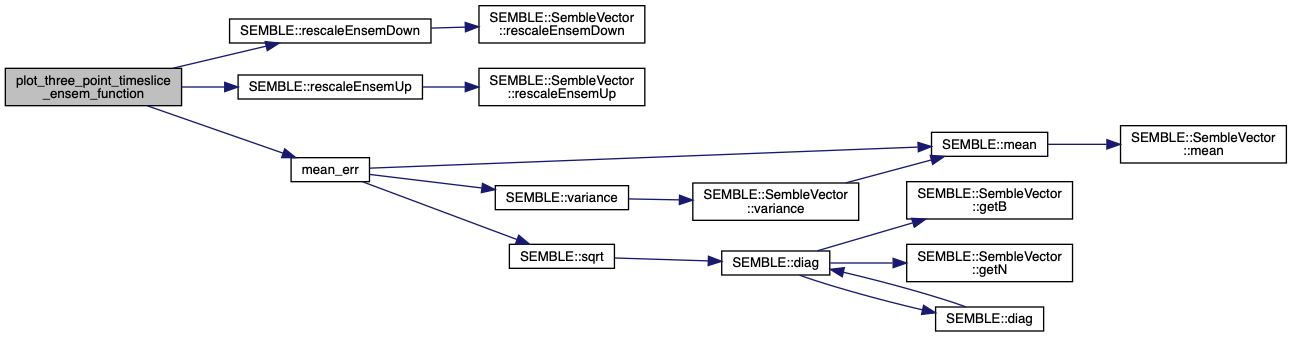 plot_three_point_timeslice
_ensem_function
SEMBLE::rescaleEnsemDown
SEMBLE::SembleVector
::rescaleEnsemDown
SEMBLE::rescaleEnsemUp
SEMBLE::SembleVector
::rescaleEnsemUp
mean_err
SEMBLE::mean
SEMBLE::SembleVector
::mean
SEMBLE::variance
SEMBLE::SembleVector
::variance
SEMBLE::sqrt
SEMBLE::diag
SEMBLE::SembleVector
::getB
SEMBLE::SembleVector
::getN
SEMBLE::diag